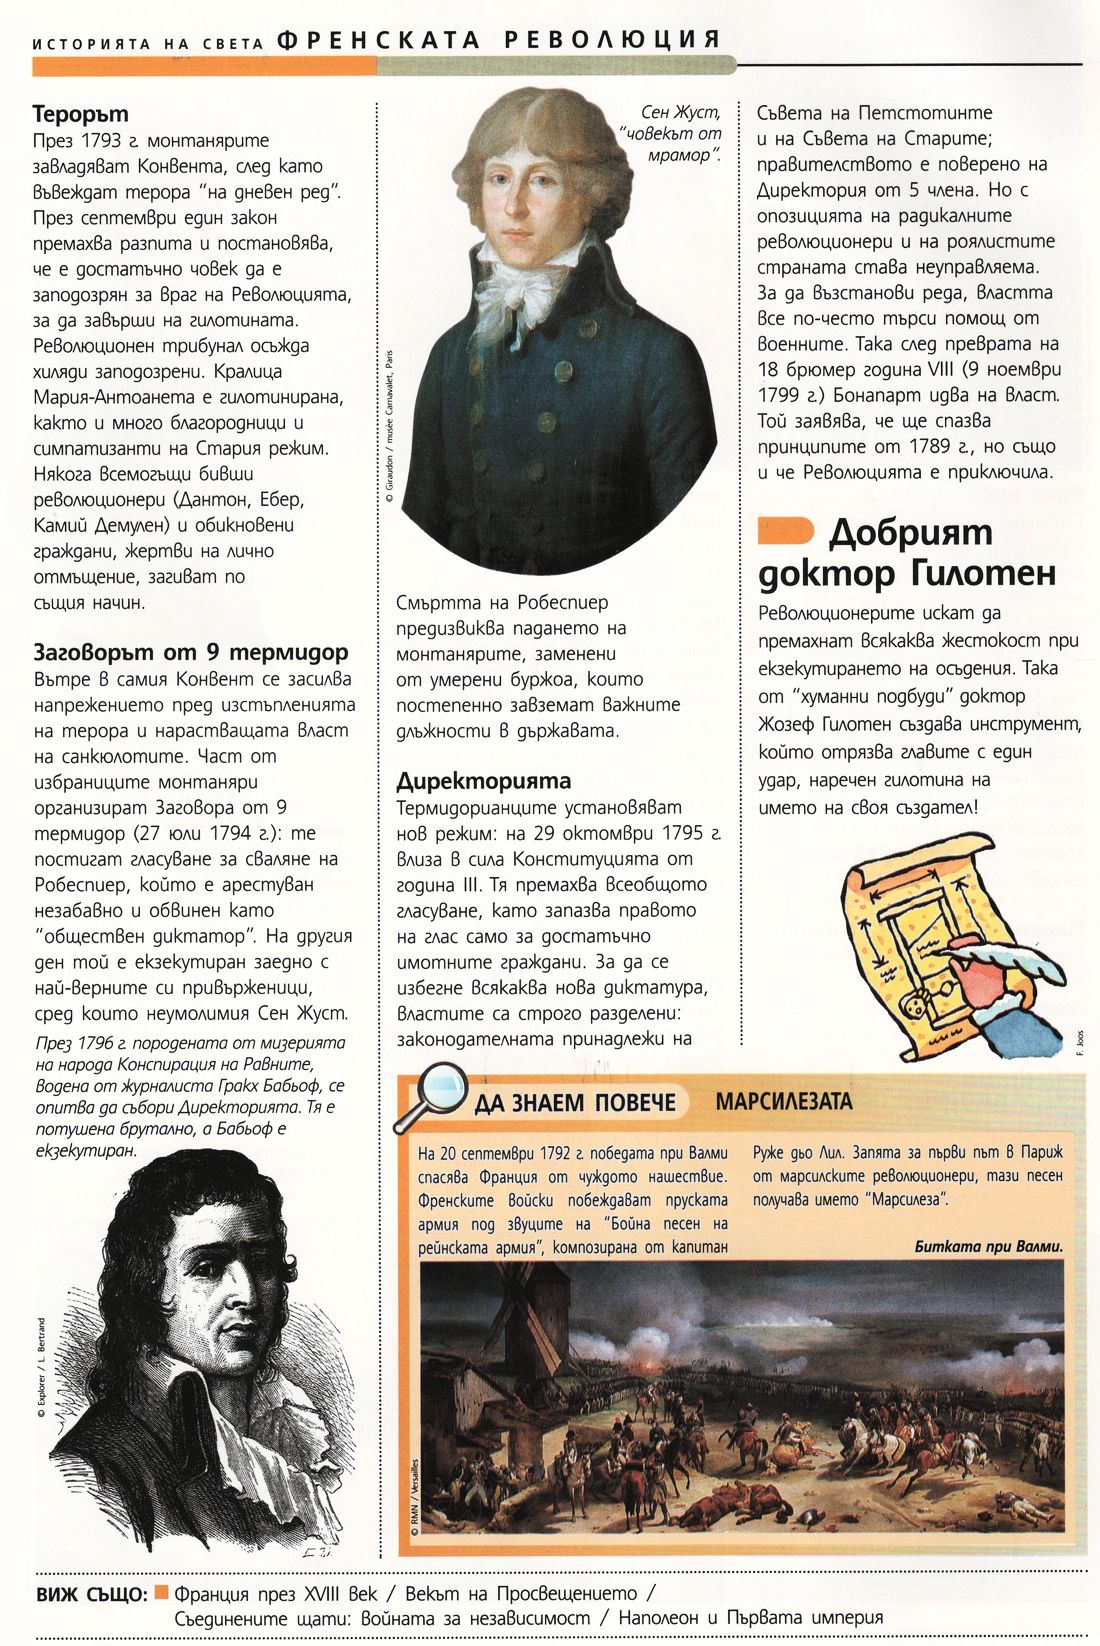 ИСТОРИЯТА НА СВЕТА ФРЕНСКАТА РЕВОЛЮЦИЯ
Терорът
През 1793 г. монтанярите
завладяват Конвента, след като
въвеждат терора “на дневен ред”.
През септември един закон
премахва разпита и постановява,
че е достатъчно човек да е
заподозрян за враг на Революцията,
за да завърши на гилотината.
Революционен трибунал осъжда
хиляди заподозрени. Кралица
Мария-Антоанета е гилотинирана,
както и много благородници и
симпатизанти на Стария режим.
Някога всемогъщи бивши
революционери (Дантон, Ебер,
Камий Демулен) и обикновени
граждани, жертви на лично
отмъщение, загиват по
същия начин.
Заговорът от 9 термидор
Вътре в самия Конвент се засилва
напрежението пред изстъпленията
на терора и нарастващата власт
на санкюлотите. Част от
избраниците монтаняри
организират Заговора от 9
термидор (27 юли 1794 г.): те
постигат гласуване за сваляне на
Робеспиер, който е арестуван
незабавно и обвинен като
“обществен диктатор”. На другия
ден той е екзекутиран заедно с
най-верните си привърженици,
сред които неумолимия Сен Жуст.
През 1796 г. породената от мизерията
на народа Конспирация на Равните,
водена от журналиста Гракх Бабьоф, се
опитва да събори Директорията. Тя е
потушена брутално, а Бабьоф е
екзекутиран.
© Explorer / L. Bertrand
Сен Жуст,
“човекът от
мрамор”.
© Giraudon / musée Carnavalet, Paris
Смъртта на Робеспиер
предизвиква падането на
монтанярите, заменени
от умерени буржоа, които
постепенно завземат важните
длъжности в държавата.
Директорията
Термидорианците установяват
нов режим: на 29 октомври 1795 г.
влиза в сила Конституцията от
година III. Тя премахва всеобщото
гласуване, като запазва правото
на глас само за достатъчно
имотните граждани. За да се
избегне всякаква нова диктатура,
властите са строго разделени:
законодателната принадлежи на
Съвета на Петстотинте
и на Съвета на Старите;
правителството е поверено на
Директория от 5 члена. Но с
опозицията на радикалните
революционери и на роялистите
страната става неуправляема.
За да възстанови реда, властта
все по-често търси помощ от
военните. Така след преврата на
18 брюмер година VIII (9 ноември
1799 г.) Бонапарт идва на власт.
Той заявява, че ще спазва
принципите от 1789 г., но също
и че Революцията е приключила.
Добрият
доктор Гилотен
Революционерите искат да
премахнат всякаква жестокост при
екзекутирането на осъдения. Така
от “хуманни подбуди” доктор
Жозеф Гилотен създава инструмент,
който отрязва главите с един
удар, наречен гилотина на
името на своя създател!
F. Joos
ДА ЗНАЕМ ПОВЕЧЕ МАРСИЛЕЗАТА
На 20 септември 1792 г. победата при Валми
спасява Франция от чуждото нашествие.
Френските войски побеждават пруската
армия под звуците на “Бойна песен на
рейнската армия”, композирана от капитан
Руже дьо Лил. Запята за първи път в Париж
от марсилските революционери, тази песен
получава името “Марсилеза”.
Битката при Валми.
© RMN / Versailles
ВИЖ СЪЩО: Франция през XVIII век / Векът на Просвещението /
Съединените щати: Войната за независимост / Наполеон и Първата империя